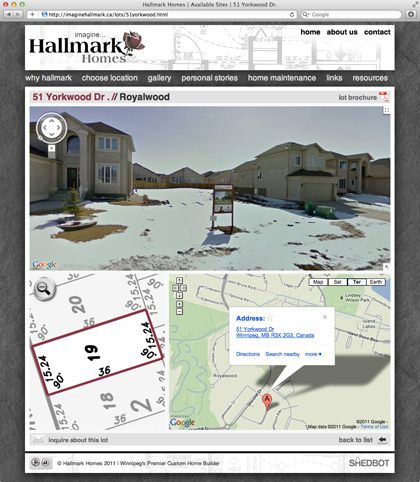 Hallmark Homes | Available Sites | 51 Yorkwood Dr.
http://imaginehallmark.ca/lots/51yorkwood.html
Google
imagine...
Hallmark
Homes
home about us contact
why hallmark choose location gallery personal stories home maintenance links resources
51 Yorkwood Dr. // Royalwood
lot brochure
Google
20
15.24
15.24
19
90°
36
90°
36
15.24
15.24
2
Map Sat Ter Earth
Lindsey
Wilson Park
Island
Lakes
Address:
51 Yorkwood Dr
Winnipeg, MB R3X 2G3, Canada
Directions Search nearby more ▾
Royalwood
A
Google
©2011 Google
Map data ©2011 Google - Terms of Use
inquire about this lot
back to list
© Hallmark Homes 2011 | Winnipeg's Premier Custom Home Builder
SHEDBOT